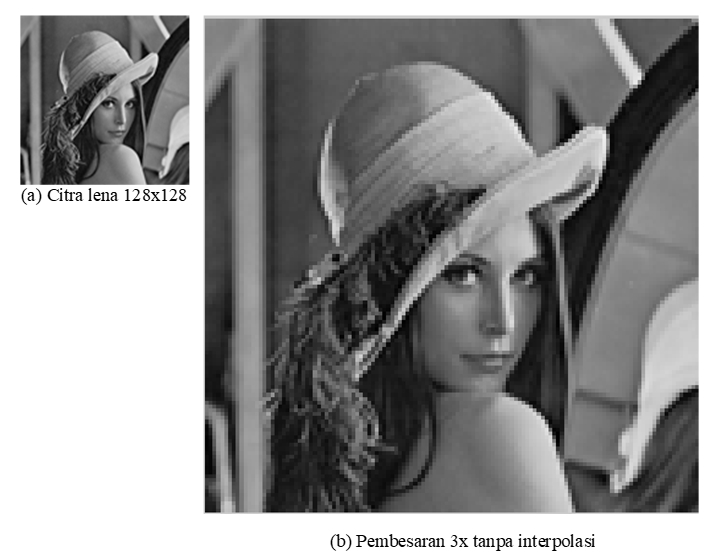 (a) Citra lena 128x128
(b) Pembesaran 3x tanpa interpolasi